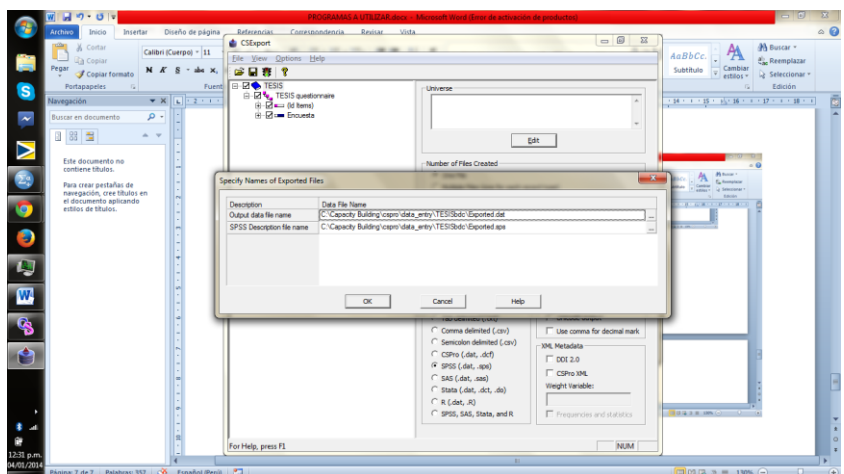 PROGRAMAS A UTILIZAR.docx - Microsoft Word (Error de activación de productos)
Archivo Inicio Insertar Diseño de página Referencias Correspondencia Revisar Vista
Cortar
Copiar
Copiar formato
Pegar
Portapapeles
Calibri (Cuerpo) 11
N K S abc x,
Fuent
AaBbCc.
Subtítulo
Cambiar estilos
Buscar
Reemplazar
Seleccionar
Edición
Navegación
Buscar en documento
Este documento no
contiene títulos.
Para crear pestañas de
navegación, cree títulos en
el documento aplicando
estilos de títulos.
CSExport
File View Options Help
TESIS
TESIS questionnaire
(Id Items)
Encuesta
Universe
Edit
Number of Files Created
Specify Names of Exported Files
Description Data File Name
Output data file name C:\Capacity Building\cspro\data_entry\TESISbdc\Exported.dat ...
SPSS Description file name C:\Capacity Building\cspro\data_entry\TESISbdc\Exported.sps ...
OK Cancel Help
Comma delimited (.csv)
Semicolon delimited (.csv)
CSPro (.dat, .dcf)
SPSS (.dat, .sps)
SAS (.dat, .sas)
Stata (.dat, .dct, .do)
R (.dat, .R)
SPSS, SAS, Stata, and R
Use comma for decimal mark
XML Metadata
DDI 2.0
CSPro XML
Weight Variable:
Frequencies and statistics
For Help, press F1
NUM
12:31 p.m.
04/01/2014
Página: 7 de 7 Palabras: 357 Español (Perú)
130%